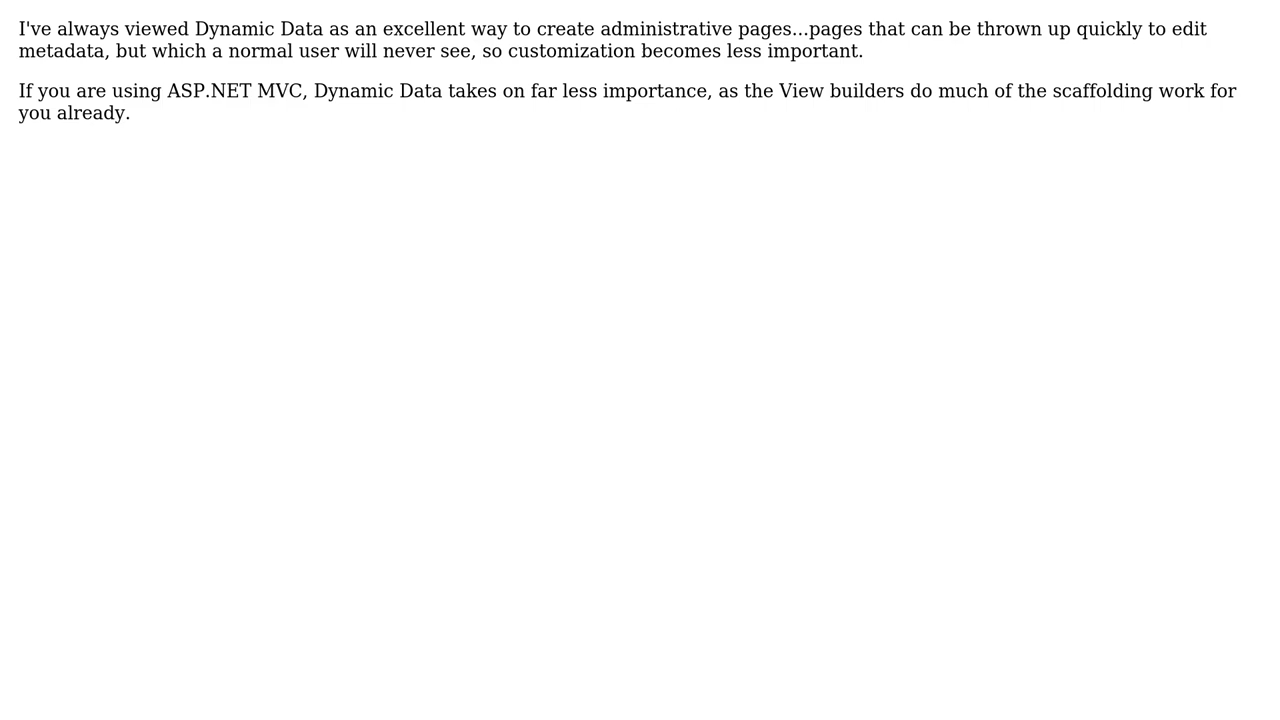 I've always viewed Dynamic Data as an excellent way to create administrative pages...pages that can be thrown up quickly to edit
metadata, but which a normal user will never see, so customization becomes less important.
If you are using ASP.NET MVC, Dynamic Data takes on far less importance, as the View builders do much of the scaffolding work for
you already.